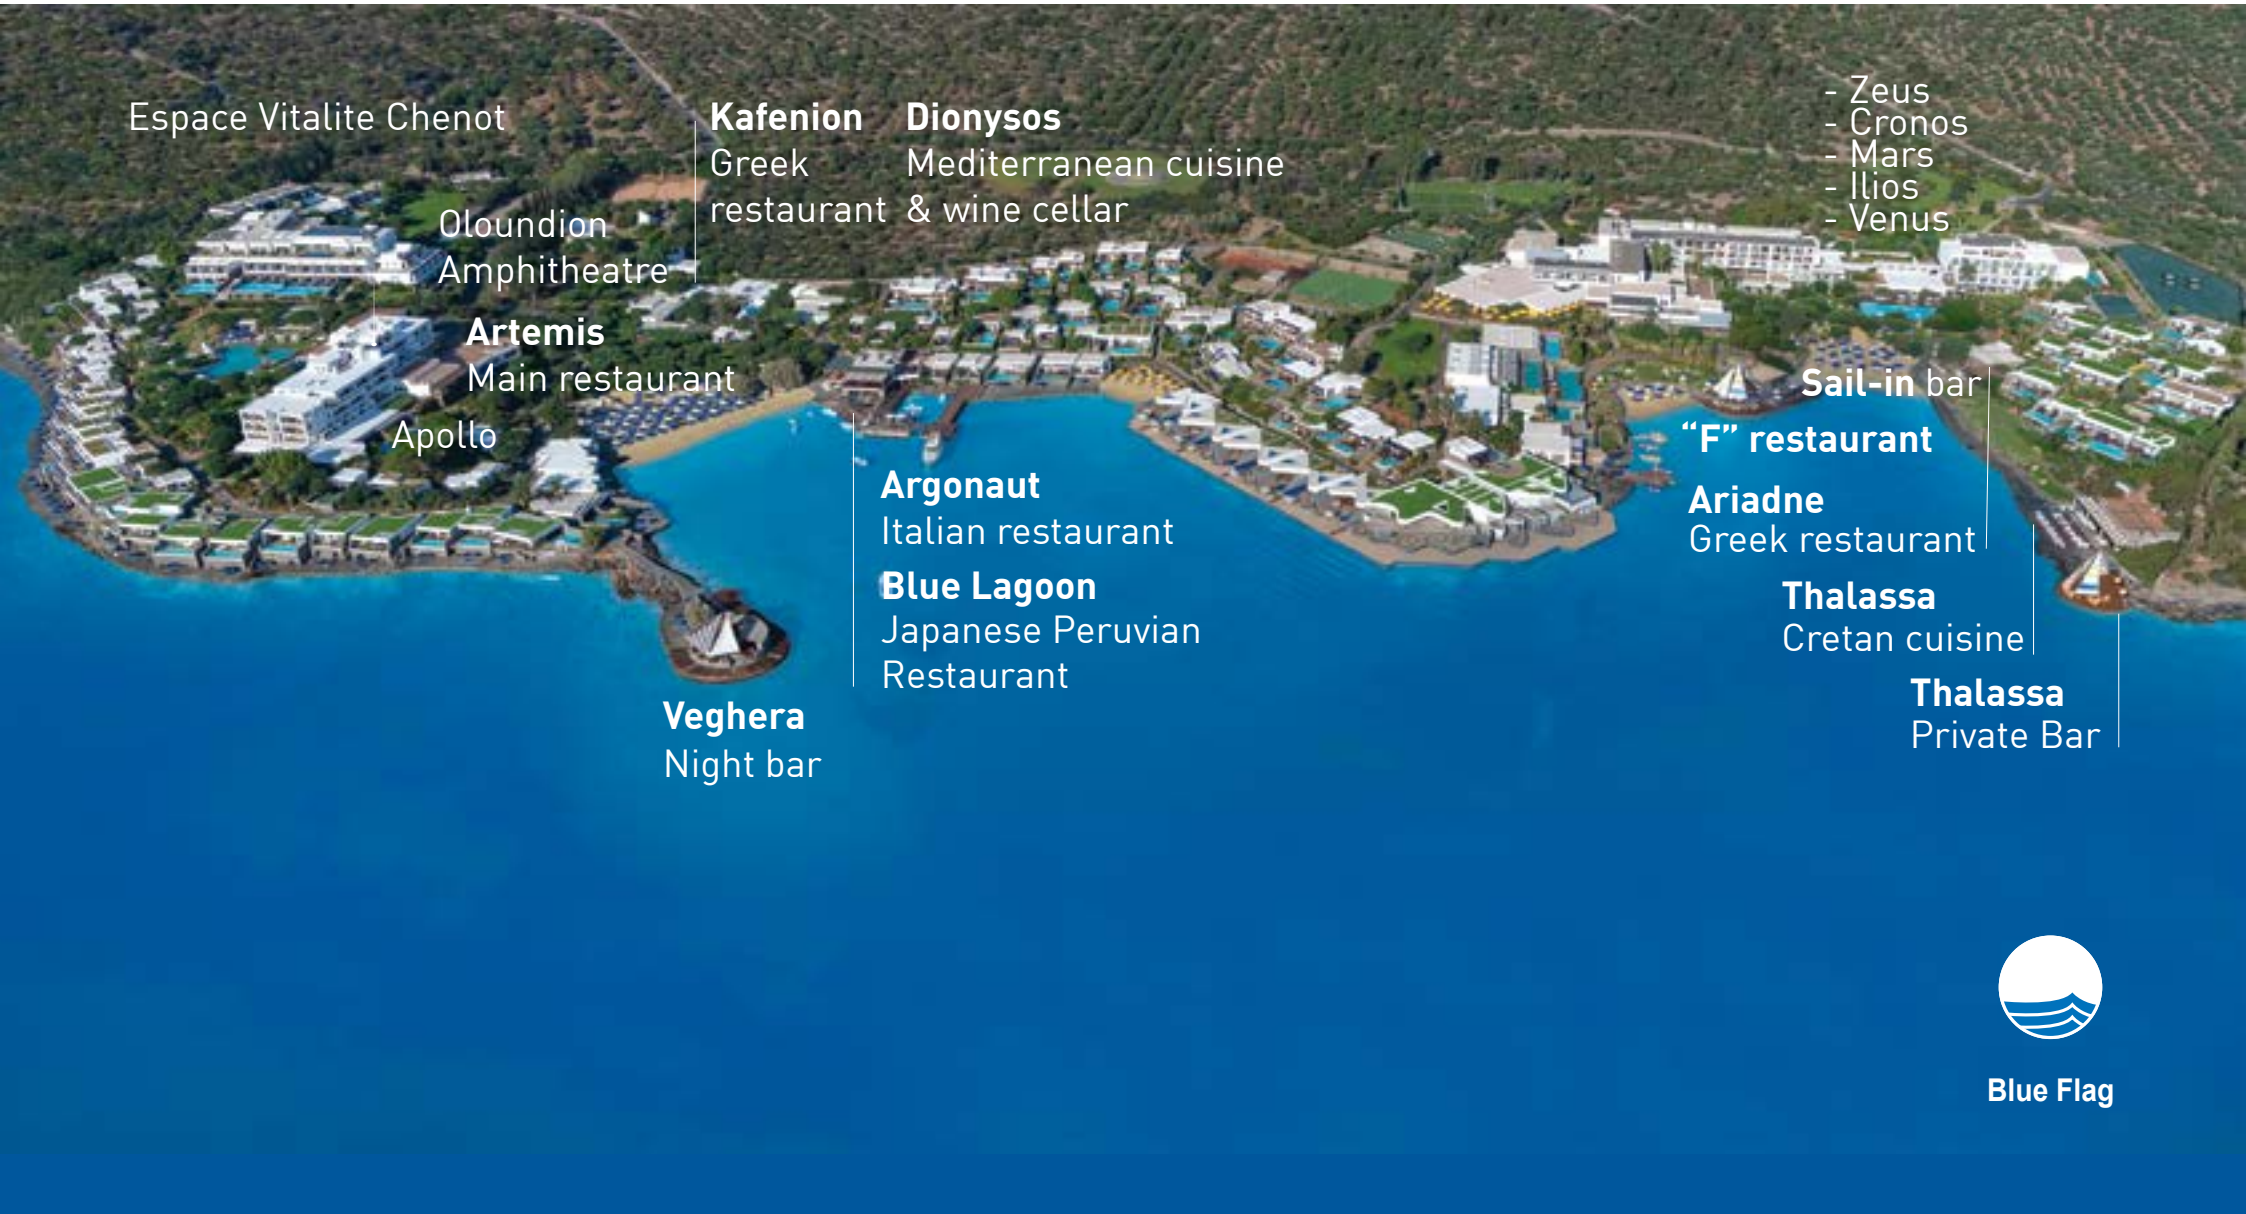 Espace Vitalite Chenot
Oloundion
Amphitheatre
Kafenion
Greek
restaurant
Dionysos
Mediterranean cuisine
& wine cellar
- Zeus
- Cronos
- Mars
- Ilios
- Venus
Artemis
Main restaurant
Apollo
Argonaut
Italian restaurant
Blue Lagoon
Japanese Peruvian
Restaurant
Veghera
Night bar
Sail-in bar
“F” restaurant
Ariadne
Greek restaurant
Thalassa
Cretan cuisine
Thalassa
Private Bar
Blue Flag